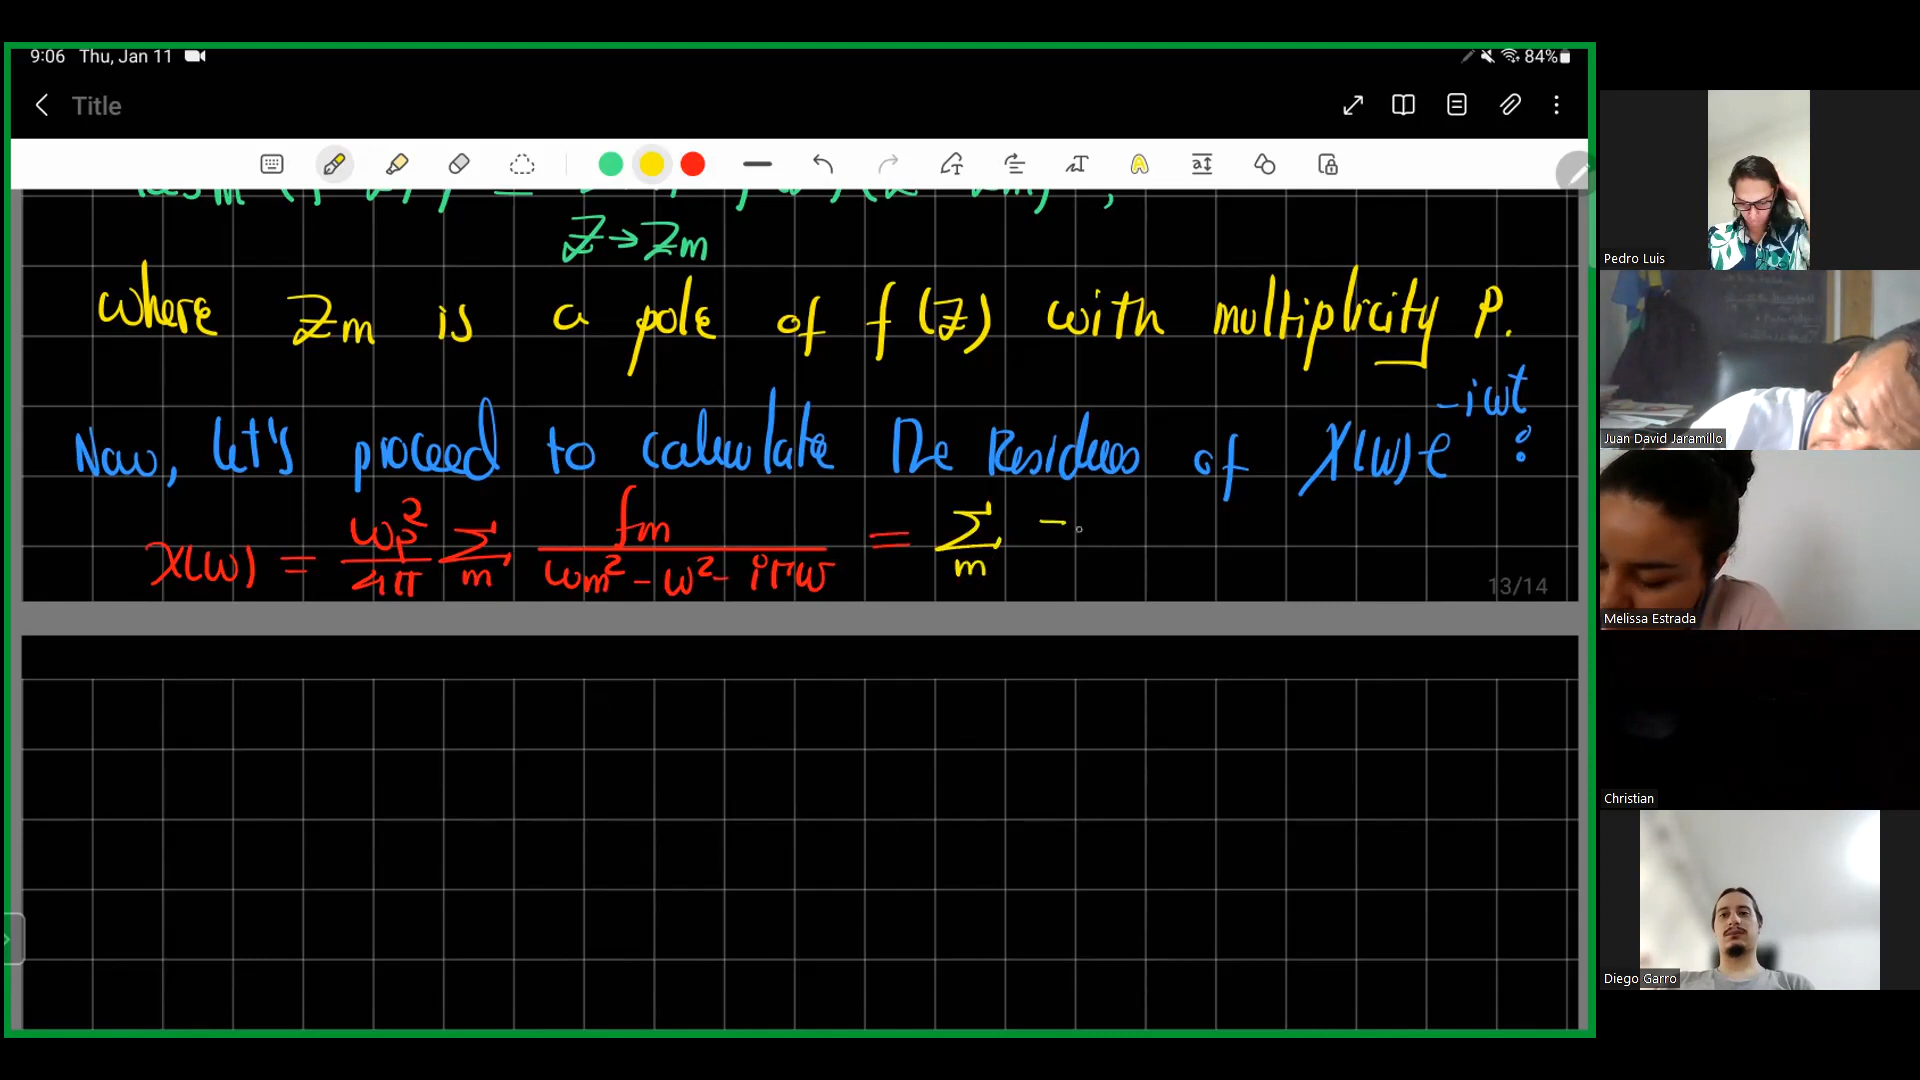 9:06 Thu, Jan 11 84%
Title
Z→Zm
where Zm is a pole of f(Z) with multiplicity P.
Now, let's proceed to calculate the Residues of χ(ω)e^{-iωt}:
χ(ω) = ωp²/4π Σm fm/(ωm² - ω² - iΓω) = Σm -
13/14
Pedro Luis
Juan David Jaramillo
Melissa Estrada
Christian
Diego Garro